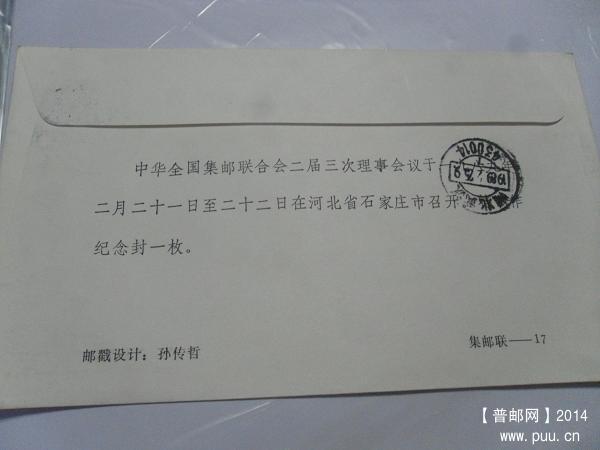 中华全国集邮联合会二届三次理事会议于
二月二十一日至二十二日在河北省石家庄市召开
纪念封一枚。
430014
湖北
邮戳设计：孙传哲
集邮联——17
【普邮网】2014
www.puu.cn